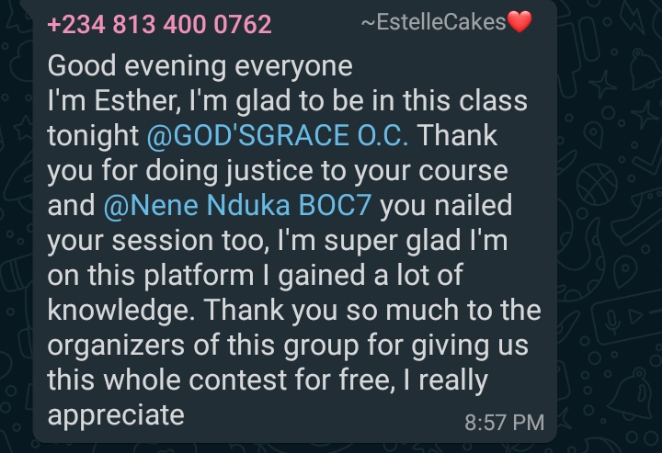 +234 813 400 0762 ~EstelleCakes❤️
Good evening everyone
I'm Esther, I'm glad to be in this class
tonight @GOD'SGRACE O.C. Thank
you for doing justice to your course
and @Nene Nduka BOC7 you nailed
your session too, I'm super glad I'm
on this platform I gained a lot of
knowledge. Thank you so much to the
organizers of this group for giving us
this whole contest for free, I really
appreciate
8:57 PM